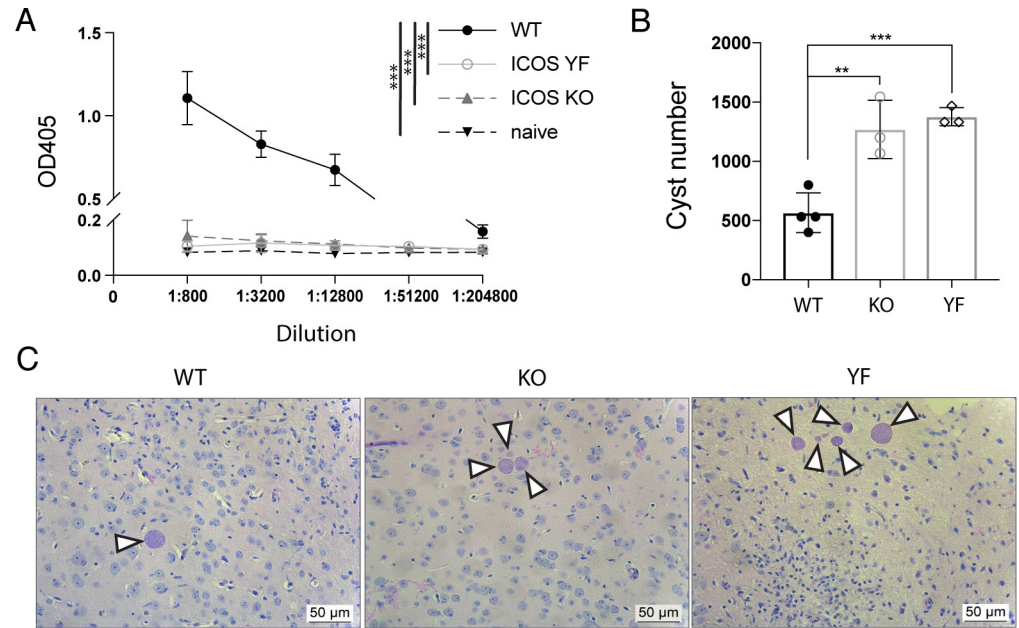 A
1.5
1.0
0.5
0.2
0.0
OD405
0
1:800
1:3200
1:12800
1:51200
1:204800
Dilution
***
***
***
WT
ICOS YF
ICOS KO
naive
B
2000
1500
1000
500
0
Cyst number
***
**
WT
KO
YF
C
WT
KO
YF
50 µm
50 µm
50 µm